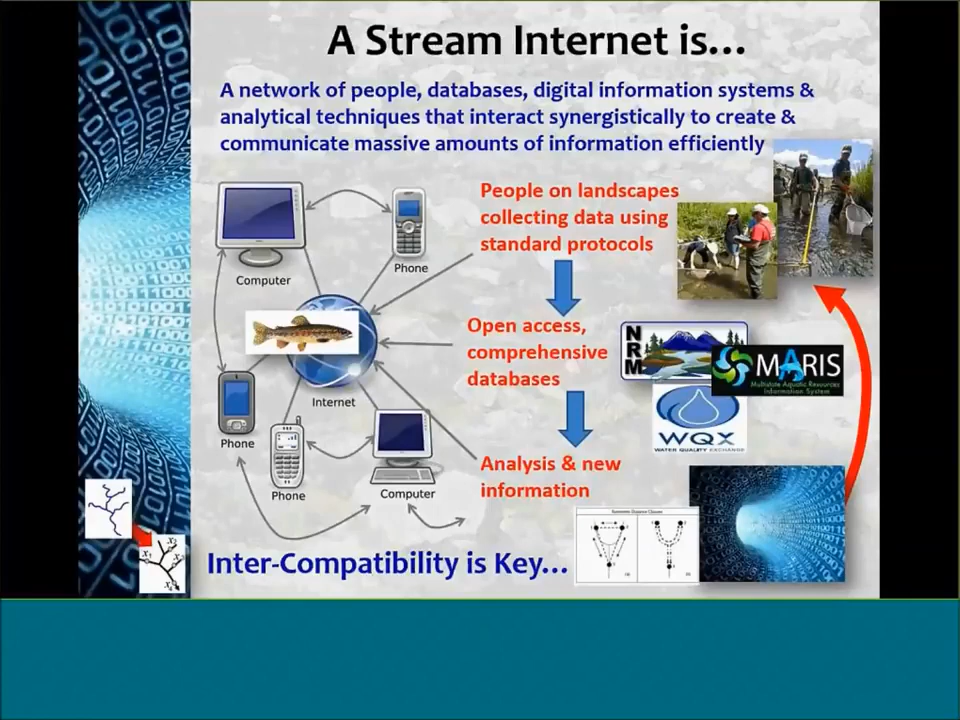 A Stream Internet is…
A network of people, databases, digital information systems &
analytical techniques that interact synergistically to create &
communicate massive amounts of information efficiently
People on landscapes
collecting data using
standard protocols
Computer
Phone
Open access,
comprehensive
databases
NRM
MARIS
Multistate Aquatic Resources
Information System
Internet
WQX
WATER QUALITY EXCHANGE
Phone
Phone
Computer
Analysis & new
information
Inter-Compatibility is Key…